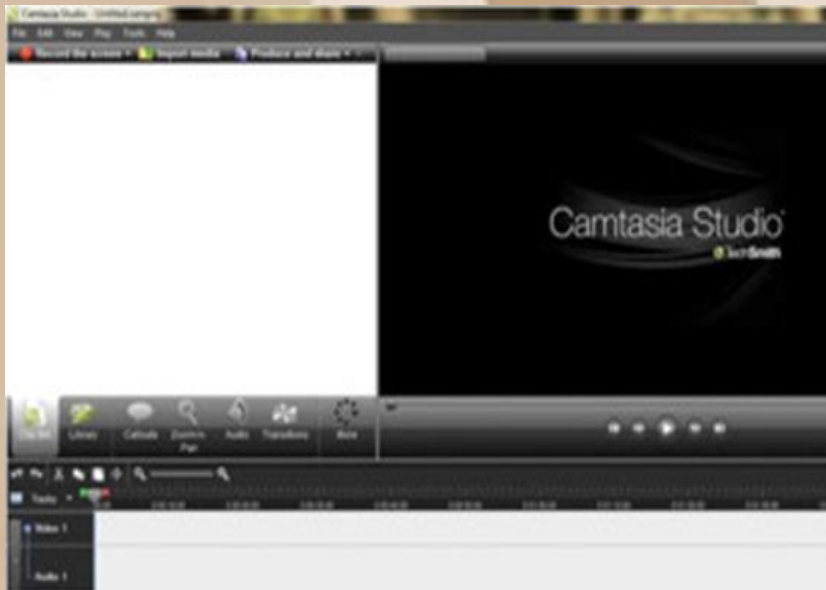 Camtasia Studio - Untitled.camproj
File Edit View Play Tools Help
Record the screen Import media Produce and share
Camtasia Studio
TechSmith
Clip Bin Library Callouts Zoom-n- Audio Transitions More
Pan
Tracks
Video 1
Audio 1